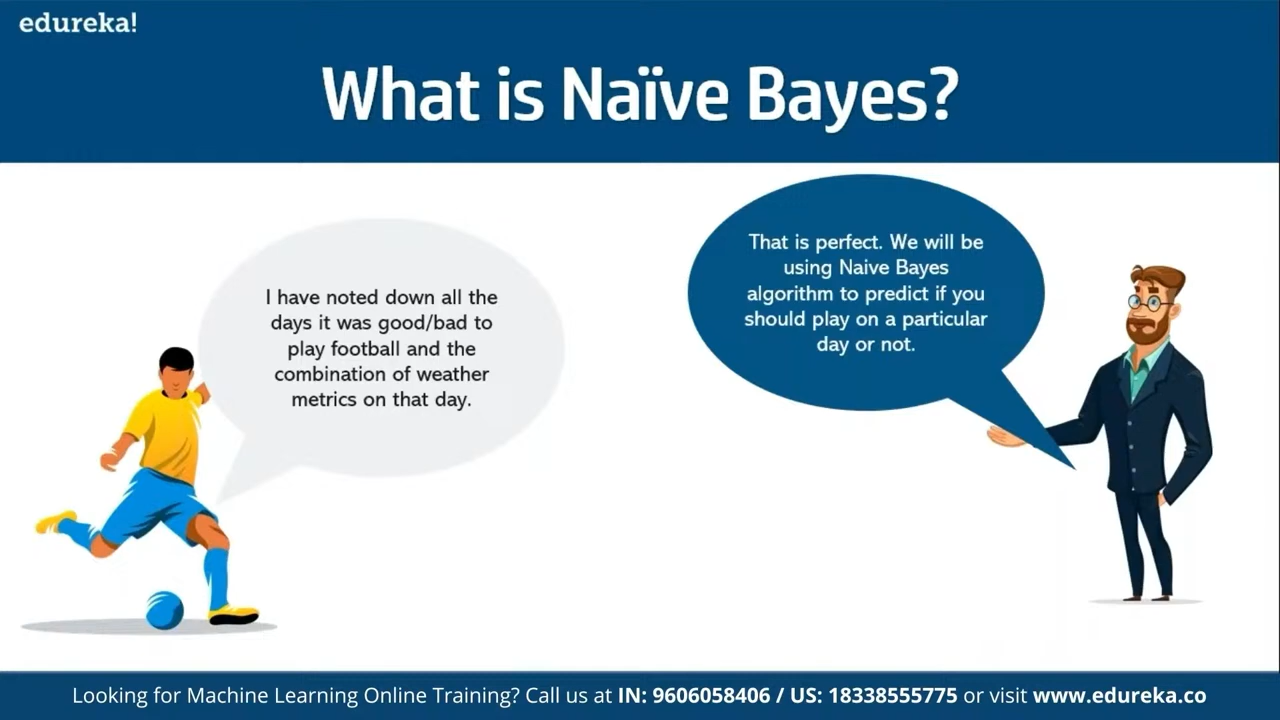 edureka!
What is Naïve Bayes?
I have noted down all the
days it was good/bad to
play football and the
combination of weather
metrics on that day.
That is perfect. We will be
using Naive Bayes
algorithm to predict if you
should play on a particular
day or not.
Looking for Machine Learning Online Training? Call us at IN: 9606058406 / US: 18338555775 or visit www.edureka.co